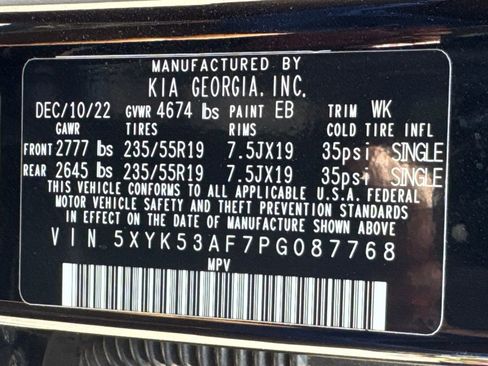 MANUFACTURED BY
KIA GEORGIA, INC.
DEC/10/22 GVWR 4674 lbs PAINT EB TRIM WK
GAWR TIRES RIMS COLD TIRE INFL
FRONT 2777 lbs 235/55R19 7.5JX19 35psi SINGLE
REAR 2645 lbs 235/55R19 7.5JX19 35psi SINGLE
THIS VEHICLE CONFORMS TO ALL APPLICABLE U.S.A. FEDERAL
MOTOR VEHICLE SAFETY AND THEFT PREVENTION STANDARDS
IN EFFECT ON THE DATE OF MANUFACTURE SHOWN ABOVE
VIN 5XYK53AF7PG087768
MPV